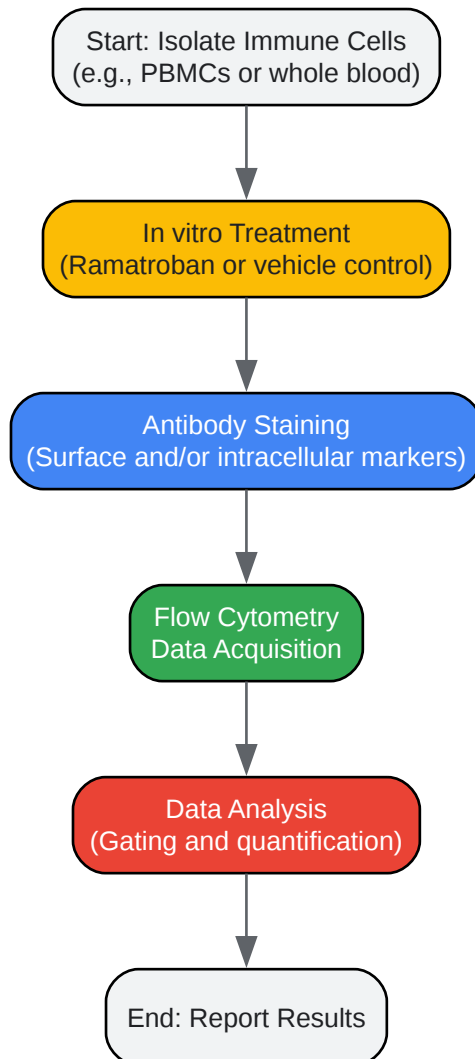 Start: Isolate Immune Cells
(e.g., PBMCs or whole blood)
In vitro Treatment
(Ramatroban or vehicle control)
Antibody Staining
(Surface and/or intracellular markers)
Flow Cytometry
Data Acquisition
Data Analysis
(Gating and quantification)
End: Report Results